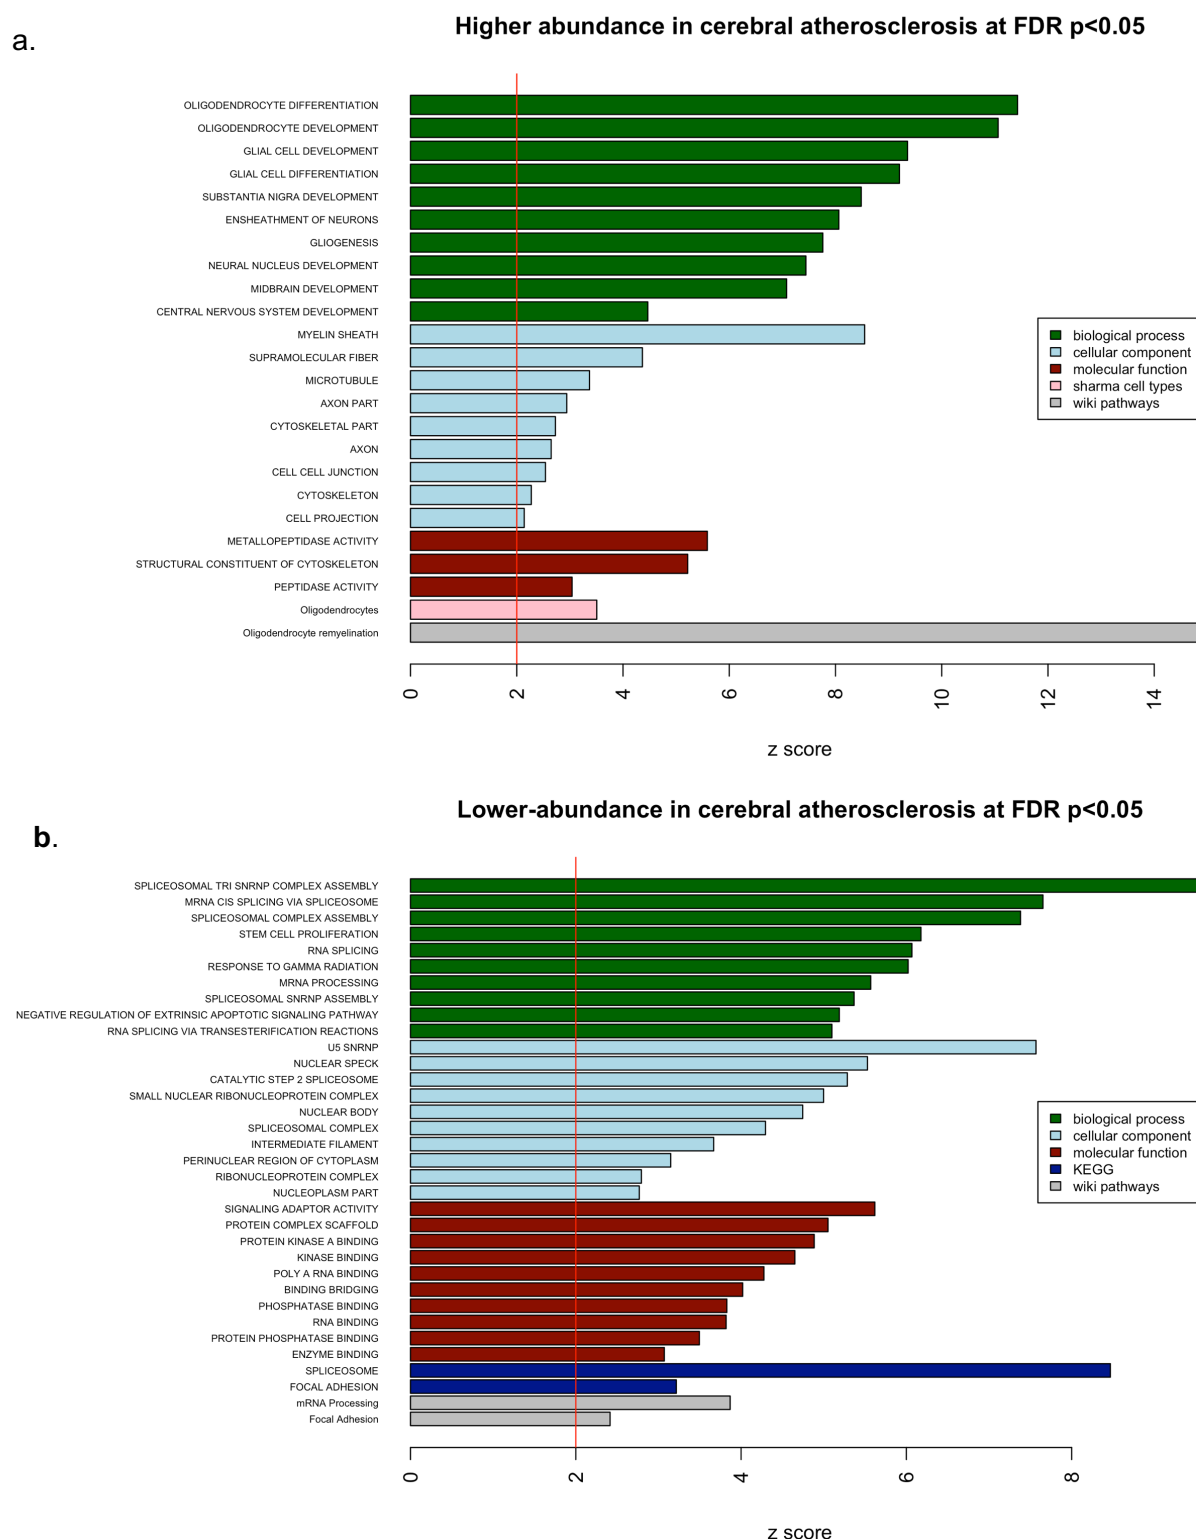 Higher abundance in cerebral atherosclerosis at FDR p<0.05
a.
OLIGODENDROCYTE DIFFERENTIATION
OLIGODENDROCYTE DEVELOPMENT
GLIAL CELL DEVELOPMENT
GLIAL CELL DIFFERENTIATION
SUBSTANTIA NIGRA DEVELOPMENT
ENSHEATHMENT OF NEURONS
GLIOGENESIS
NEURAL NUCLEUS DEVELOPMENT
MIDBRAIN DEVELOPMENT
CENTRAL NERVOUS SYSTEM DEVELOPMENT
MYELIN SHEATH
SUPRAMOLECULAR FIBER
MICROTUBULE
AXON PART
CYTOSKELETAL PART
AXON
CELL CELL JUNCTION
CYTOSKELETON
CELL PROJECTION
METALLOPEPTIDASE ACTIVITY
STRUCTURAL CONSTITUENT OF CYTOSKELETON
PEPTIDASE ACTIVITY
Oligodendrocytes
Oligodendrocyte remyelination
biological process
cellular component
molecular function
sharma cell types
wiki pathways
0 2 4 6 8 10 12 14
z score
Lower-abundance in cerebral atherosclerosis at FDR p<0.05
b.
SPLICEOSOMAL TRI SNRNP COMPLEX ASSEMBLY
MRNA CIS SPLICING VIA SPLICEOSOME
SPLICEOSOMAL COMPLEX ASSEMBLY
STEM CELL PROLIFERATION
RNA SPLICING
RESPONSE TO GAMMA RADIATION
MRNA PROCESSING
SPLICEOSOMAL SNRNP ASSEMBLY
NEGATIVE REGULATION OF EXTRINSIC APOPTOTIC SIGNALING PATHWAY
RNA SPLICING VIA TRANSESTERIFICATION REACTIONS
U5 SNRNP
NUCLEAR SPECK
CATALYTIC STEP 2 SPLICEOSOME
SMALL NUCLEAR RIBONUCLEOPROTEIN COMPLEX
NUCLEAR BODY
SPLICEOSOMAL COMPLEX
INTERMEDIATE FILAMENT
PERINUCLEAR REGION OF CYTOPLASM
RIBONUCLEOPROTEIN COMPLEX
NUCLEOPLASM PART
SIGNALING ADAPTOR ACTIVITY
PROTEIN COMPLEX SCAFFOLD
PROTEIN KINASE A BINDING
KINASE BINDING
POLY A RNA BINDING
BINDING BRIDGING
PHOSPHATASE BINDING
RNA BINDING
PROTEIN PHOSPHATASE BINDING
ENZYME BINDING
SPLICEOSOME
FOCAL ADHESION
mRNA Processing
Focal Adhesion
biological process
cellular component
molecular function
KEGG
wiki pathways
0 2 4 6 8
z score